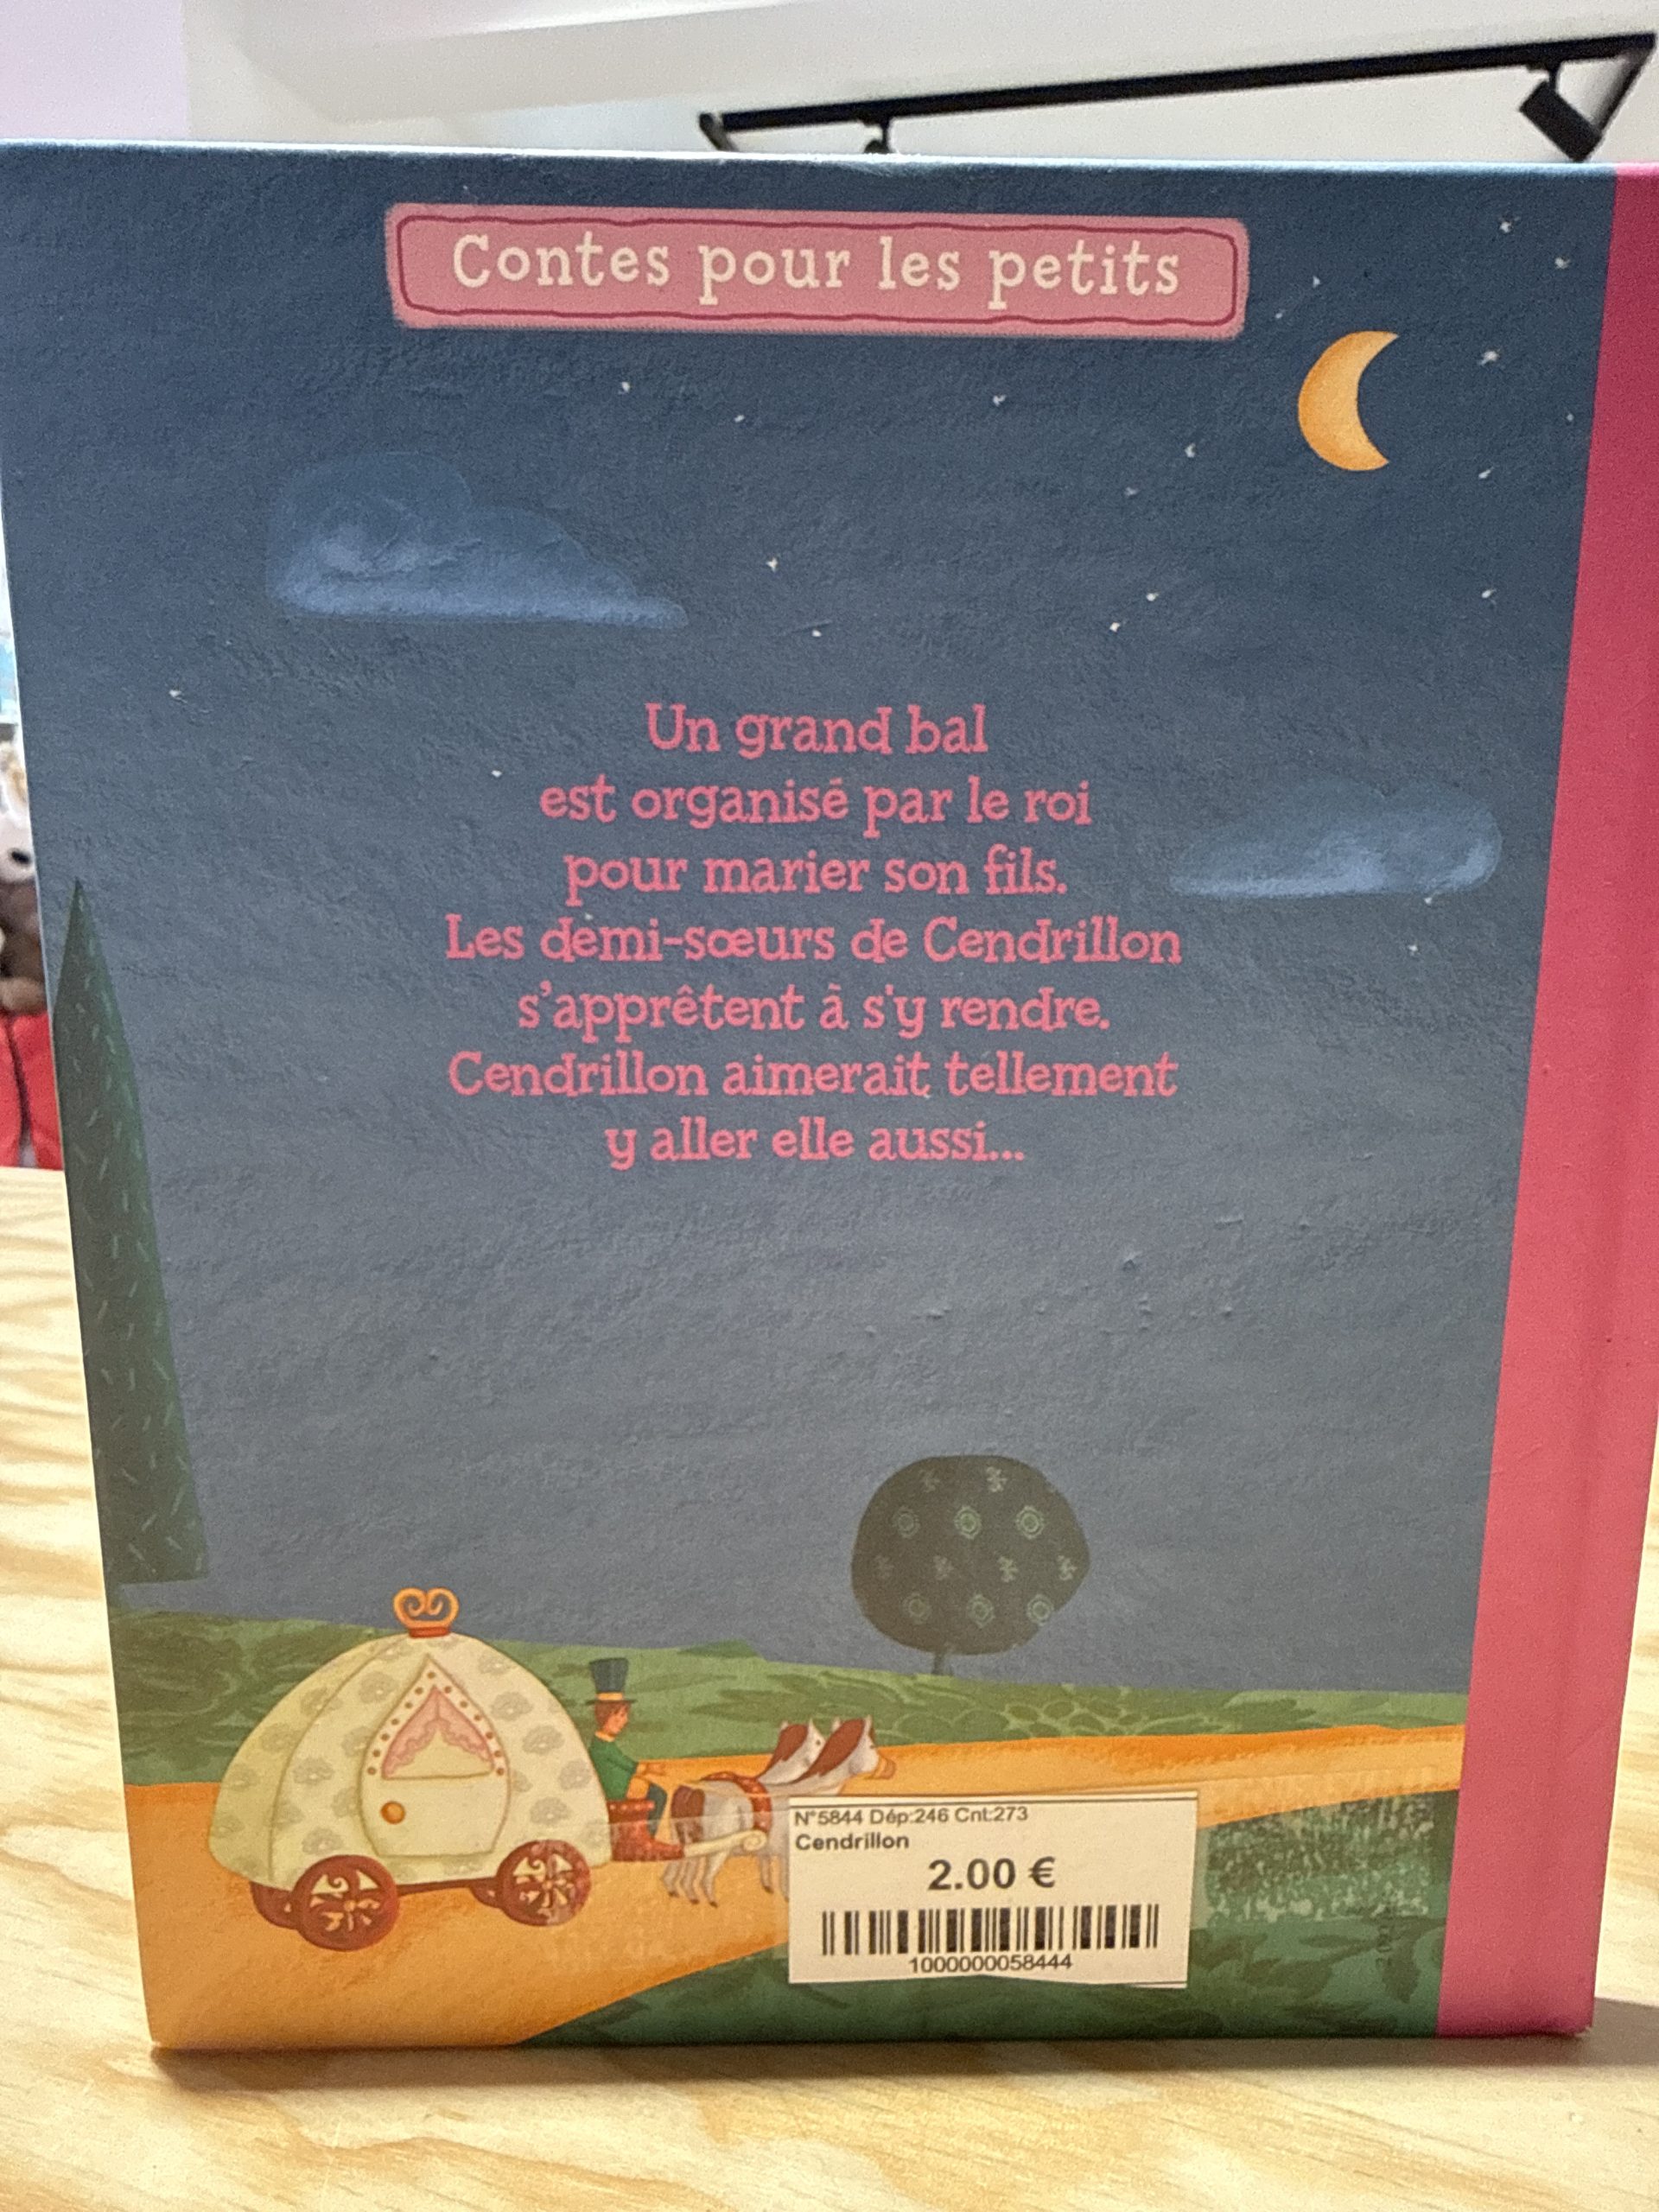 Contes pour les petits
Un grand bal
est organisé par le roi
pour marier son fils.
Les demi-sœurs de Cendrillon
s'apprêtent à s'y rendre.
Cendrillon aimerait tellement
y aller elle aussi...
N°5844 Dép:246 Cnt:273
Cendrillon
2.00 €
1000000058444